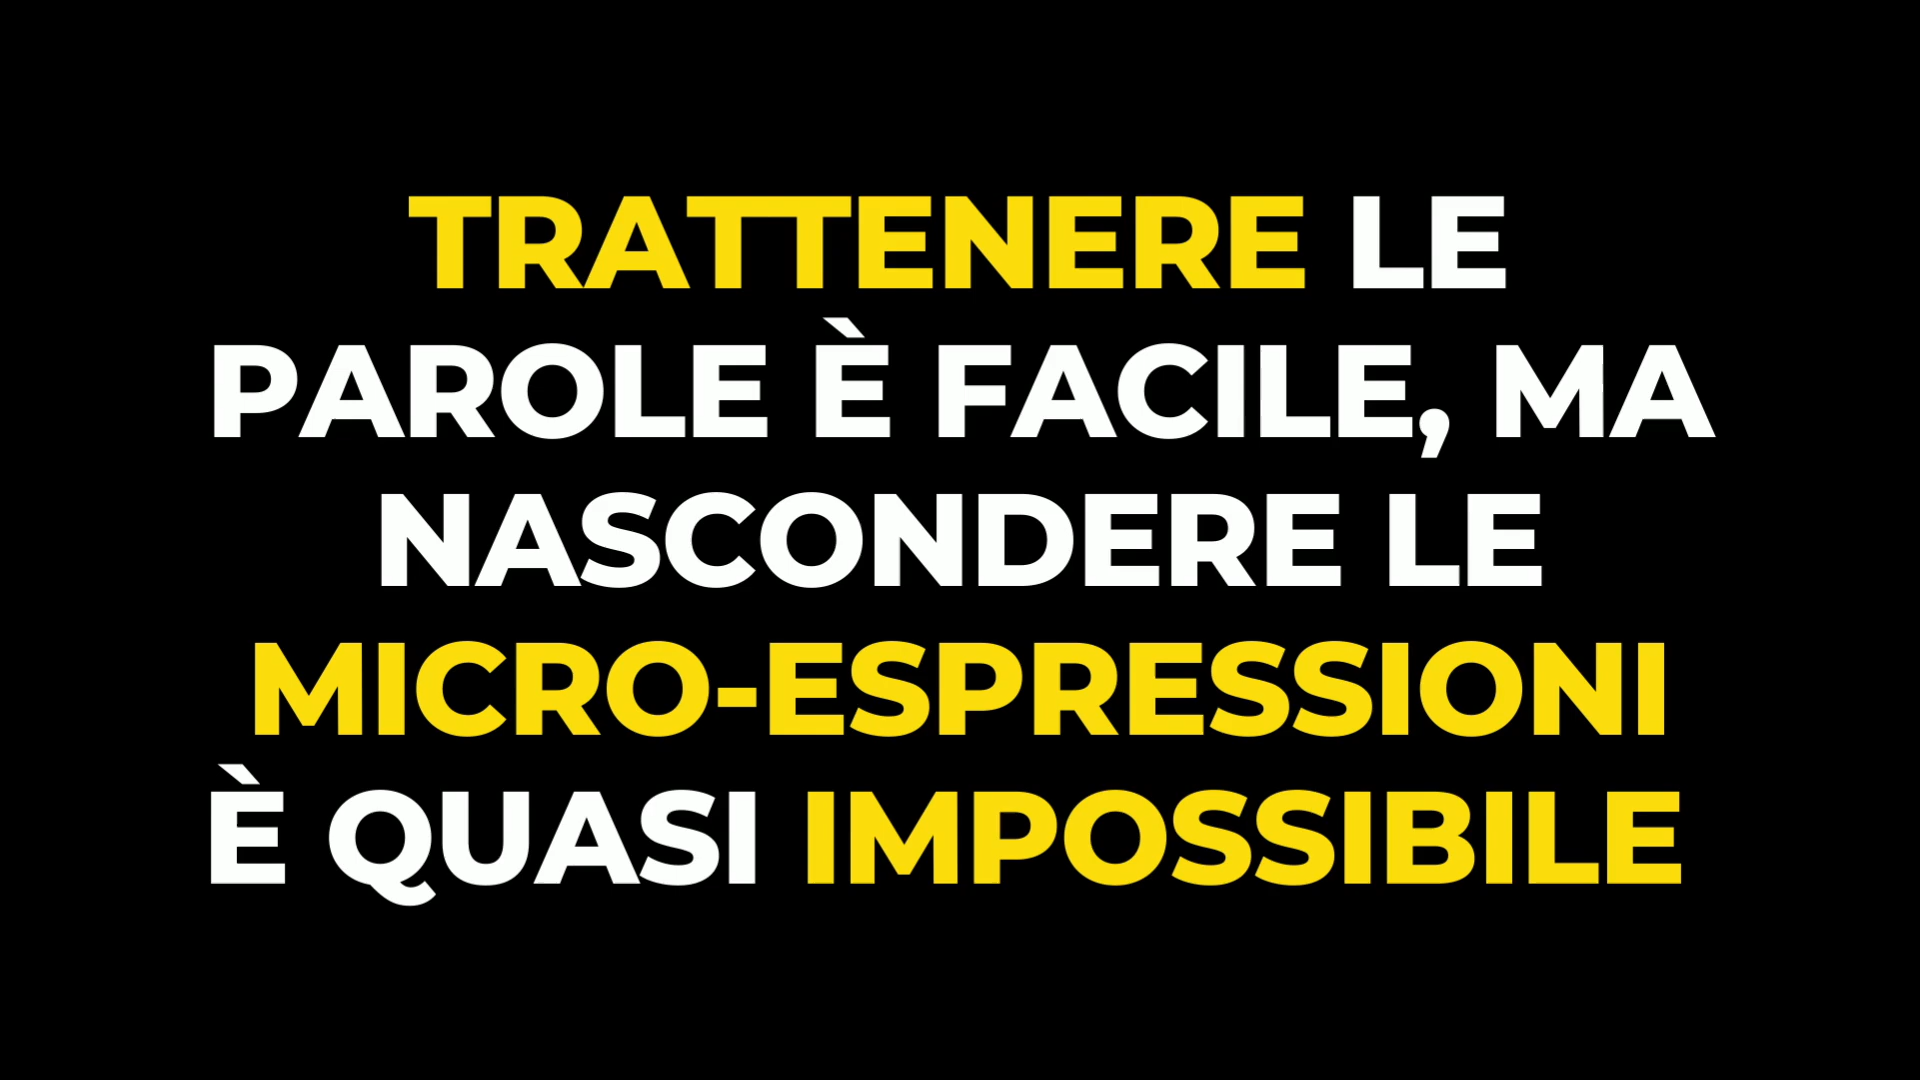 TRATTENERE LE
PAROLE È FACILE, MA
NASCONDERE LE
MICRO-ESPRESSIONI
È QUASI IMPOSSIBILE